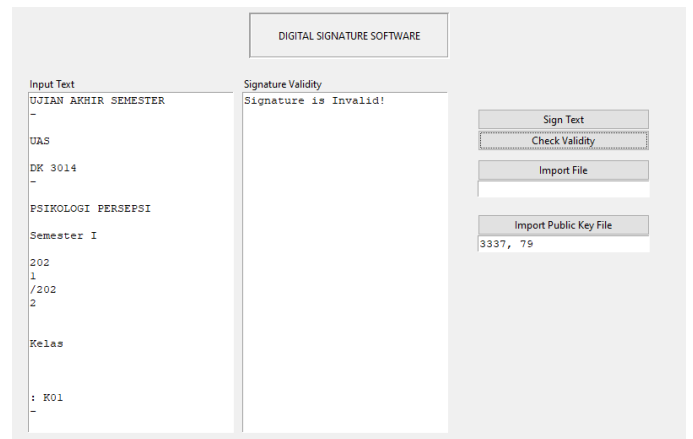 DIGITAL SIGNATURE SOFTWARE
Input Text
UJIAN AKHIR SEMESTER
-
UAS
DK 3014
-
PSIKOLOGI PERSEPSI
Semester I
202
1
/202
2
Kelas
: K01
-
Signature Validity
Signature is Invalid!
Sign Text
Check Validity
Import File
Import Public Key File
3337, 79